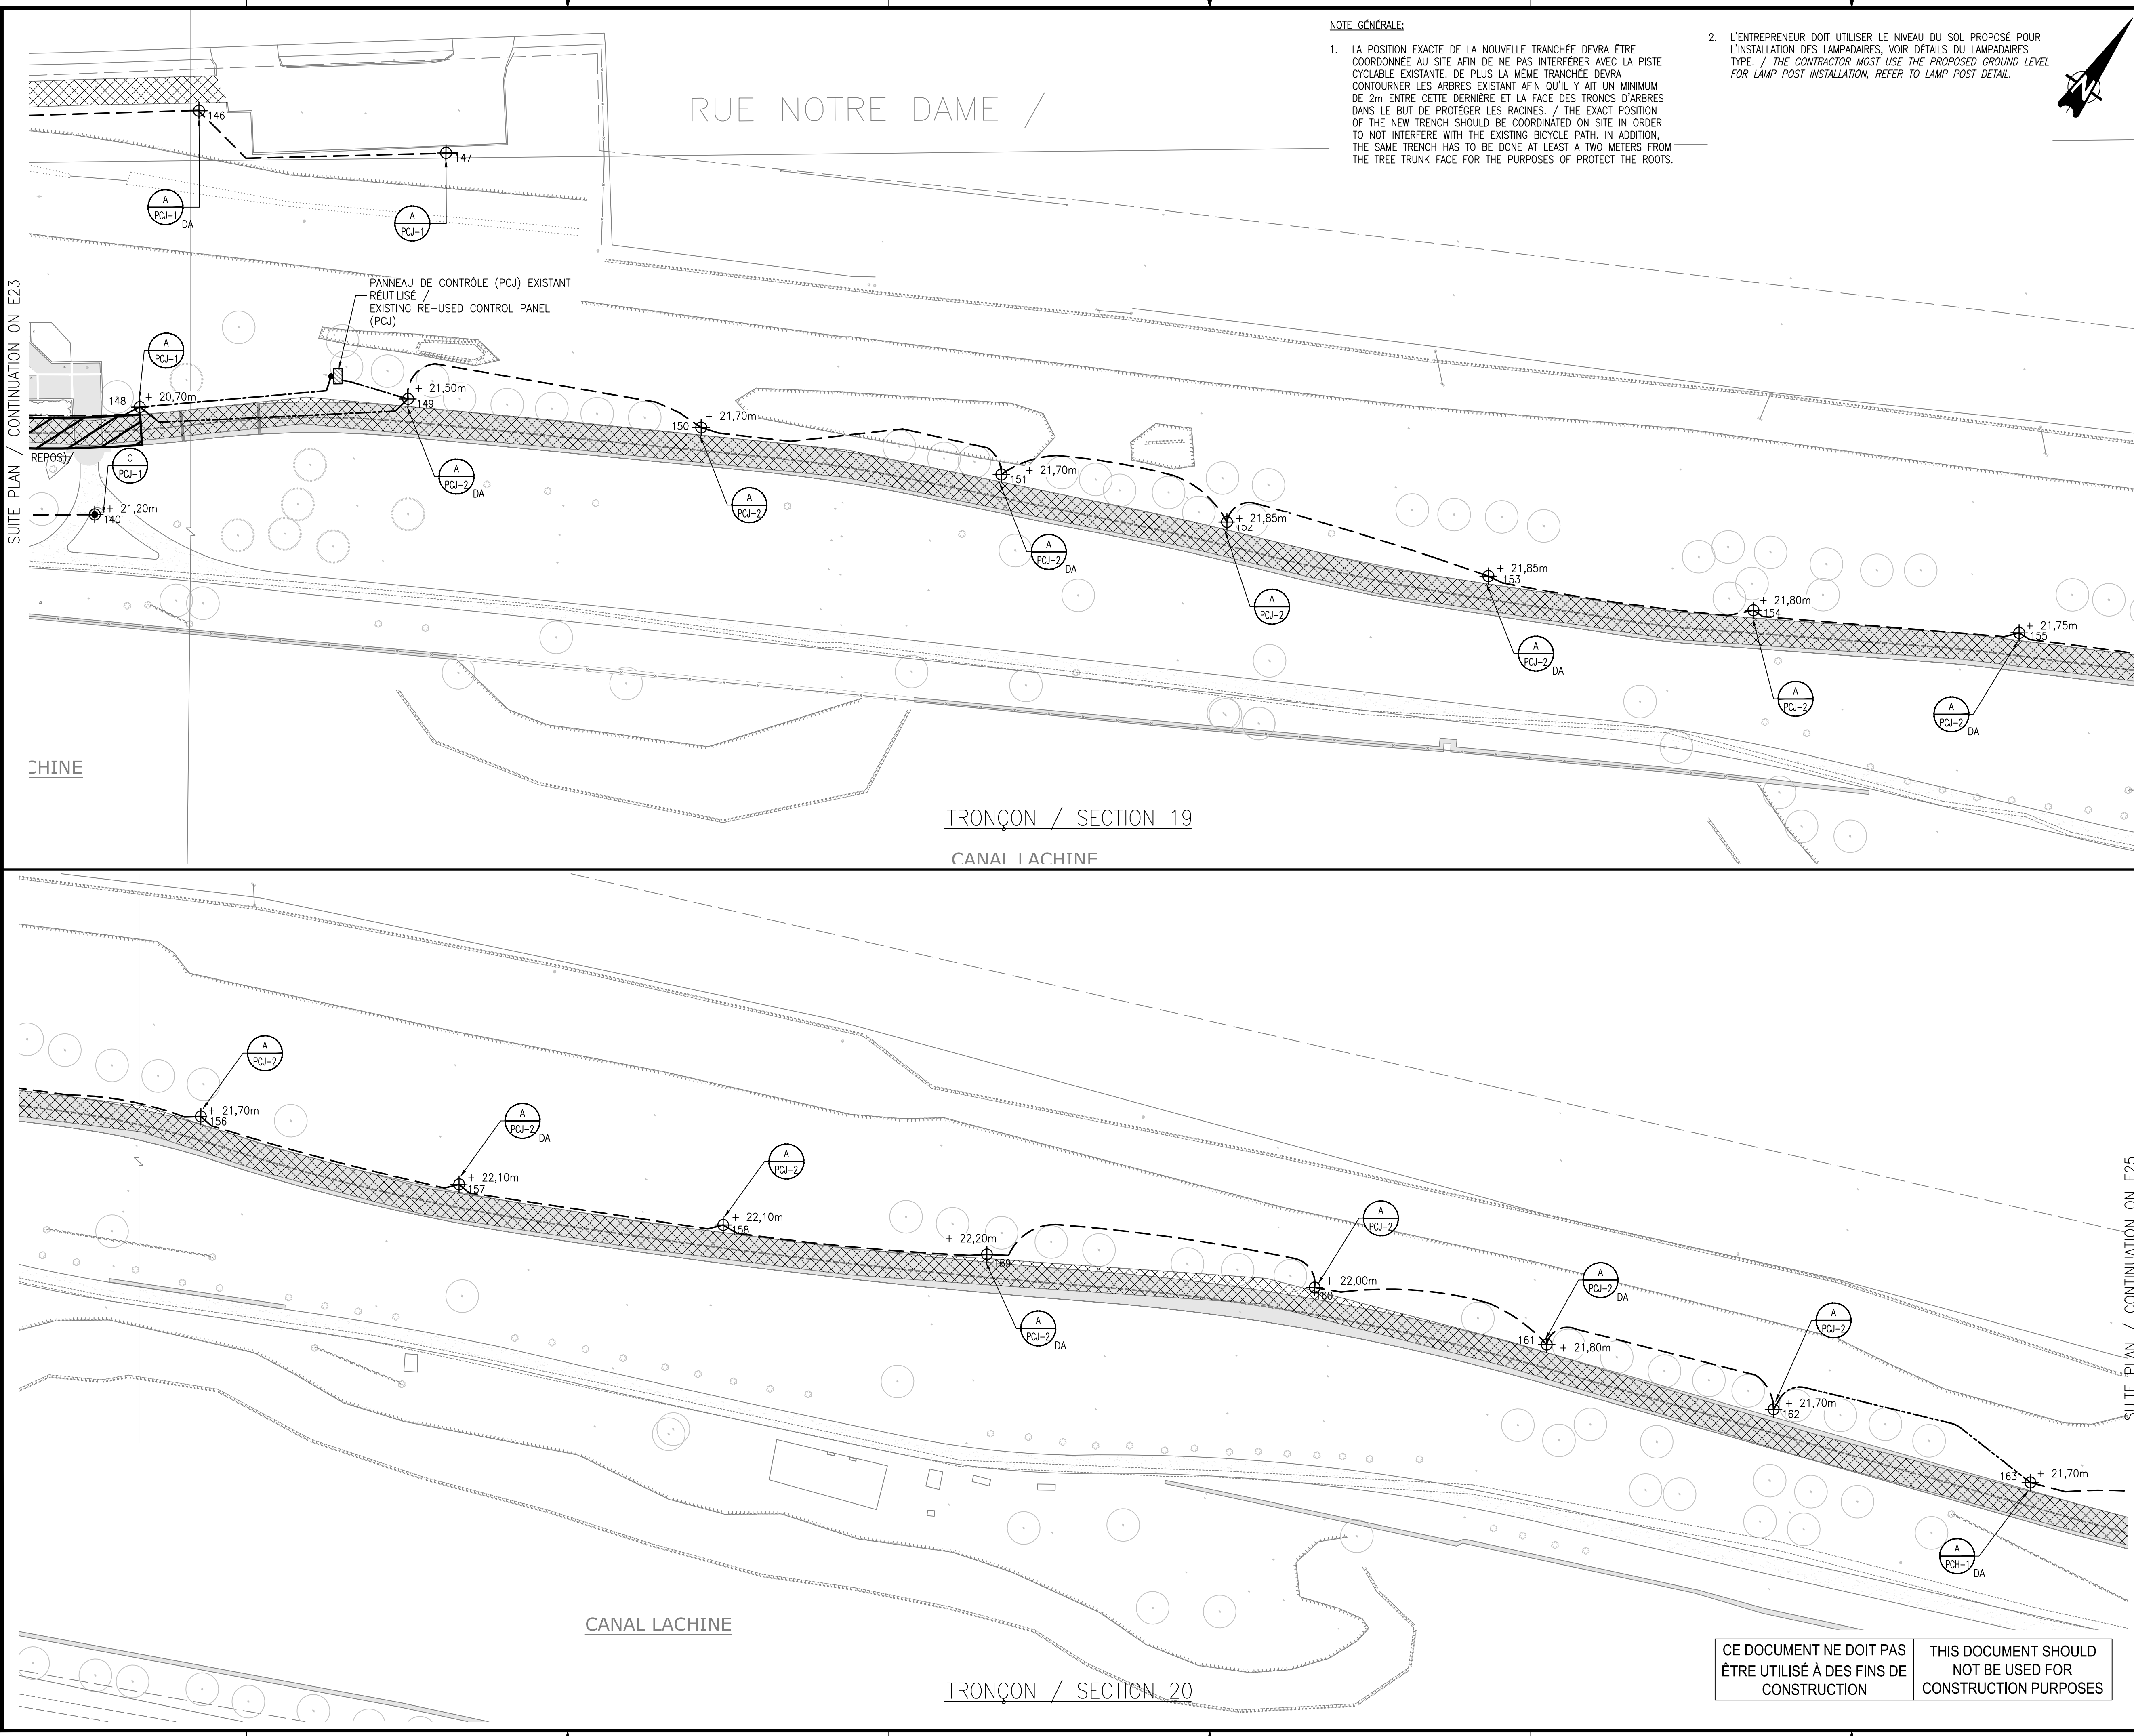 NOTE GÉNÉRALE:
1. LA POSITION EXACTE DE LA NOUVELLE TRANCHÉE DEVRA ÊTRE
COORDONNÉE AU SITE AFIN DE NE PAS INTERFÉRER AVEC LA PISTE
CYCLABLE EXISTANTE. DE PLUS LA MÊME TRANCHÉE DEVRA
CONTOURNER LES ARBRES EXISTANT AFIN QU'IL Y AIT UN MINIMUM
DE 2m ENTRE CETTE DERNIÈRE ET LA FACE DES TRONCS D'ARBRES
DANS LE BUT DE PROTÉGER LES RACINES. / THE EXACT POSITION
OF THE NEW TRENCH SHOULD BE COORDINATED ON SITE IN ORDER
TO NOT INTERFERE WITH THE EXISTING BICYCLE PATH. IN ADDITION,
THE SAME TRENCH HAS TO BE DONE AT LEAST A TWO METERS FROM
THE TREE TRUNK FACE FOR THE PURPOSES OF PROTECT THE ROOTS.
2. L'ENTREPRENEUR DOIT UTILISER LE NIVEAU DU SOL PROPOSÉ POUR
L'INSTALLATION DES LAMPADAIRES, VOIR DÉTAILS DU LAMPADAIRES
TYPE. / THE CONTRACTOR MOST USE THE PROPOSED GROUND LEVEL
FOR LAMP POST INSTALLATION, REFER TO LAMP POST DETAIL.
N
RUE NOTRE DAME /
146
147
A
PCJ-1
DA
A
PCJ-1
SUITE PLAN / CONTINUATION ON E23
PANNEAU DE CONTRÔLE (PCJ) EXISTANT
RÉUTILISÉ /
EXISTING RE-USED CONTROL PANEL
(PCJ)
A
PCJ-1
148
+ 20,70m
+ 21,50m
149
REPOS)/
C
PCJ-1
+ 21,20m
140
A
PCJ-2
DA
+ 21,70m
150
A
PCJ-2
+ 21,70m
151
A
PCJ-2
DA
+ 21,85m
152
A
PCJ-2
+ 21,85m
153
A
PCJ-2
DA
+ 21,80m
154
A
PCJ-2
+ 21,75m
155
A
PCJ-2
DA
CHINE
TRONÇON / SECTION 19
CANAL LACHINE
A
PCJ-2
+ 21,70m
156
A
PCJ-2
DA
+ 22,10m
157
A
PCJ-2
+ 22,10m
158
+ 22,20m
159
A
PCJ-2
DA
A
PCJ-2
+ 22,00m
160
A
PCJ-2
DA
161
+ 21,80m
A
PCJ-2
+ 21,70m
162
163
+ 21,70m
A
PCH-1
DA
SUITE PLAN / CONTINUATION ON E25
CANAL LACHINE
TRONÇON / SECTION 20
CE DOCUMENT NE DOIT PAS
ÊTRE UTILISÉ À DES FINS DE
CONSTRUCTION
THIS DOCUMENT SHOULD
NOT BE USED FOR
CONSTRUCTION PURPOSES